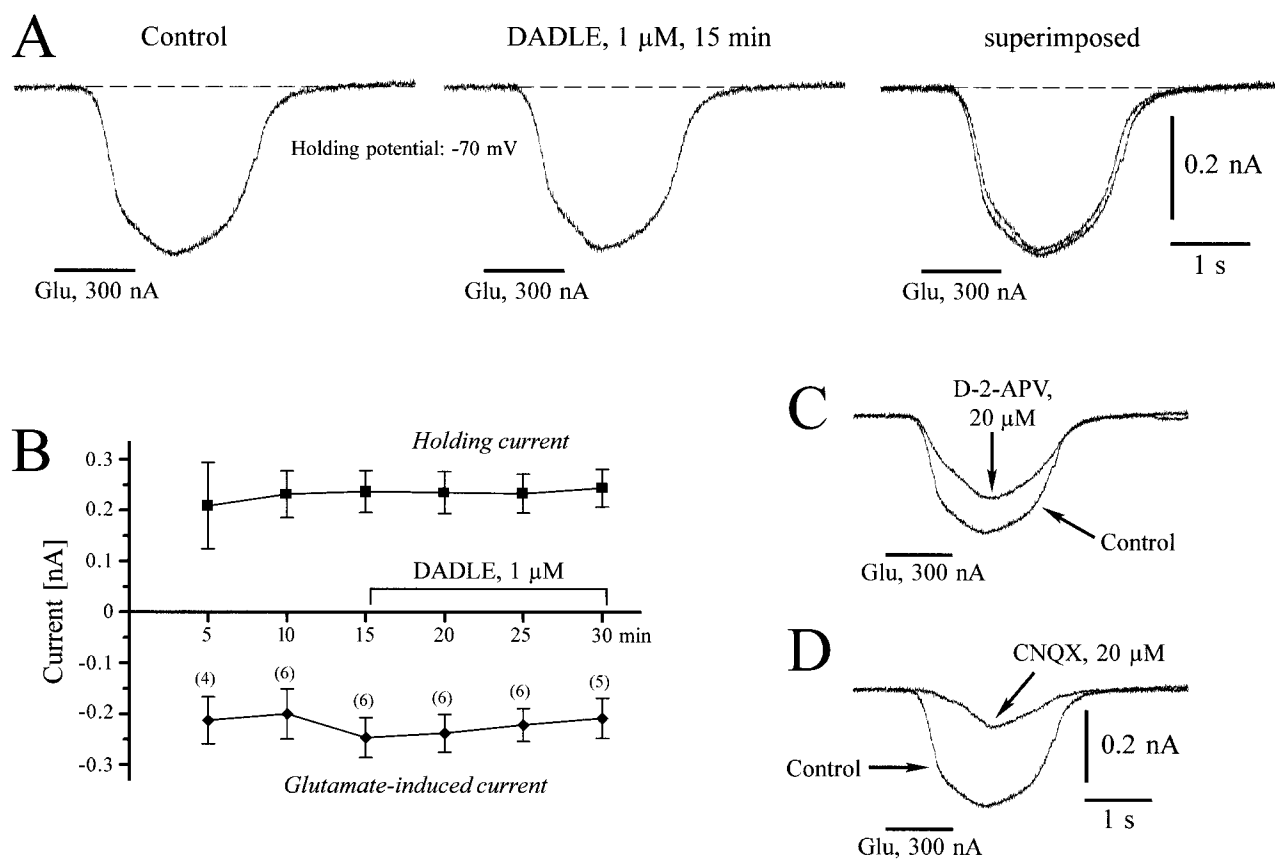 A
Control
DADLE, 1 µM, 15 min
superimposed
Holding potential: -70 mV
0.2 nA
1 s
Glu, 300 nA
Glu, 300 nA
Glu, 300 nA
B
Holding current
Current [nA]
0.3
0.2
0.1
0
-0.1
-0.2
-0.3
DADLE, 1 µM
5
10
15
20
25
30 min
(4)
(6)
(6)
(6)
(6)
(5)
Glutamate-induced current
C
D-2-APV,
20 µM
Control
Glu, 300 nA
D
CNQX, 20 µM
Control
0.2 nA
1 s
Glu, 300 nA